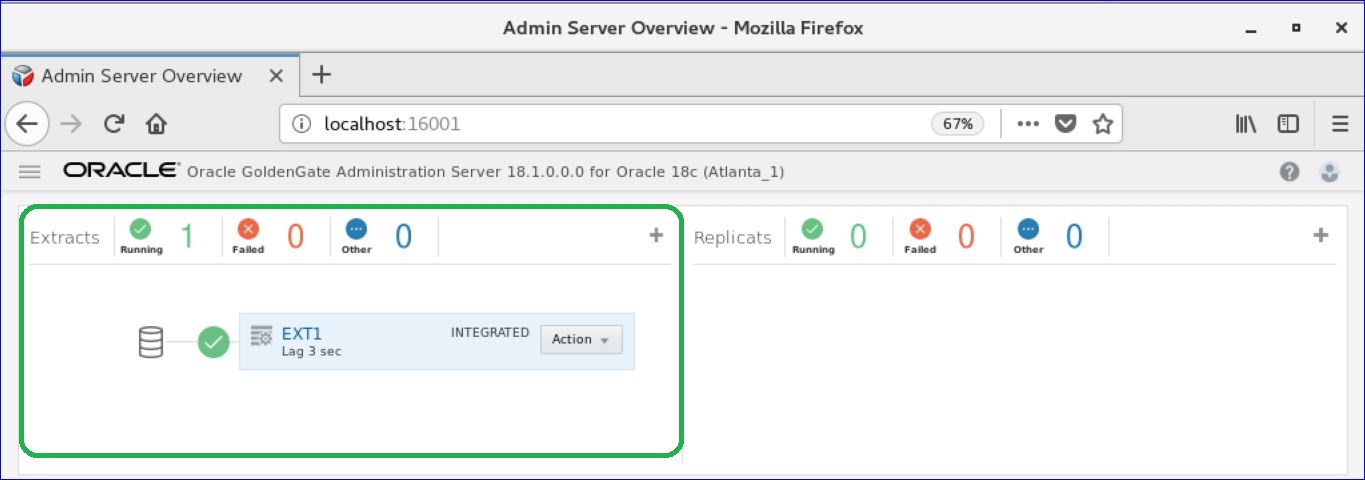 Admin Server Overview - Mozilla Firefox
Admin Server Overview
localhost:16001
67%
ORACLE Oracle GoldenGate Administration Server 18.1.0.0.0 for Oracle 18c (Atlanta_1)
Extracts Running 1 Failed 0 Other 0
Replicats Running 0 Failed 0 Other 0
EXT1 INTEGRATED Action
Lag 3 sec